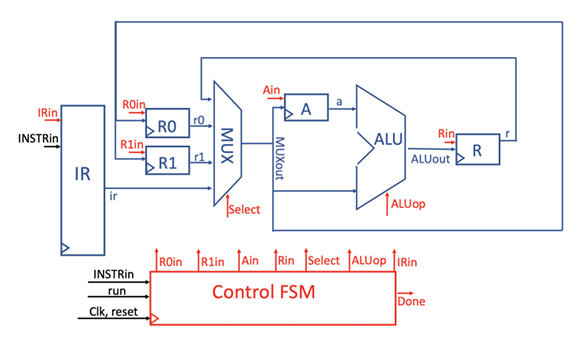 R0in
Ain
IRin
R0
r0
A
a
INSTRin
R1in
MUX
ALU
Rin
R
r
IR
R1
r1
MUXout
ALUout
ir
Select
ALUop
R0in
R1in
Ain
Rin
Select
ALUop
IRin
INSTRin
run
Control FSM
Done
Clk, reset